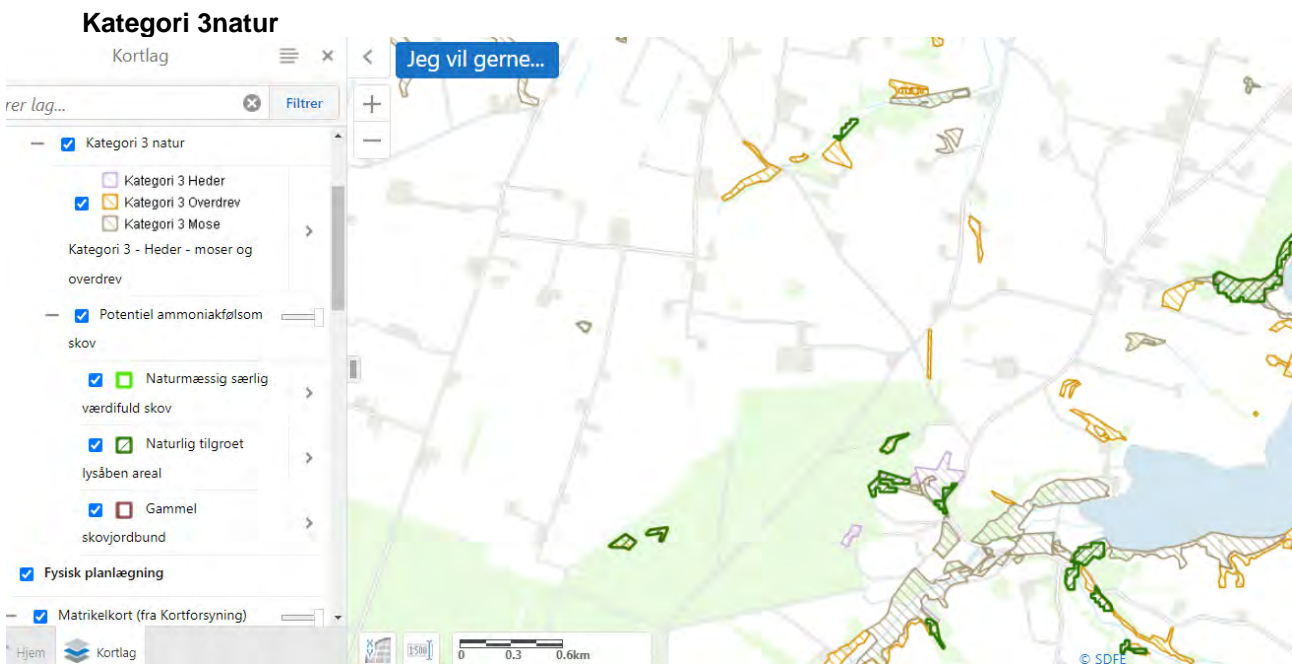 Kategori 3natur
Kortlag
Jeg vil gerne...
rer lag...
Filtrer
Kategori 3 natur
Kategori 3 Heder
Kategori 3 Overdrev
Kategori 3 Mose
Kategori 3 - Heder - moser og
overdrev
Potentiel ammoniakfølsom
skov
Naturmæssig særlig
værdifuld skov
Naturlig tilgroet
lysåben areal
Gammel
skovjordbund
Fysisk planlægning
Matrikelkort (fra Kortforsyning)
Hjem
Kortlag
1:500
0 0.3 0.6km
© SDFE